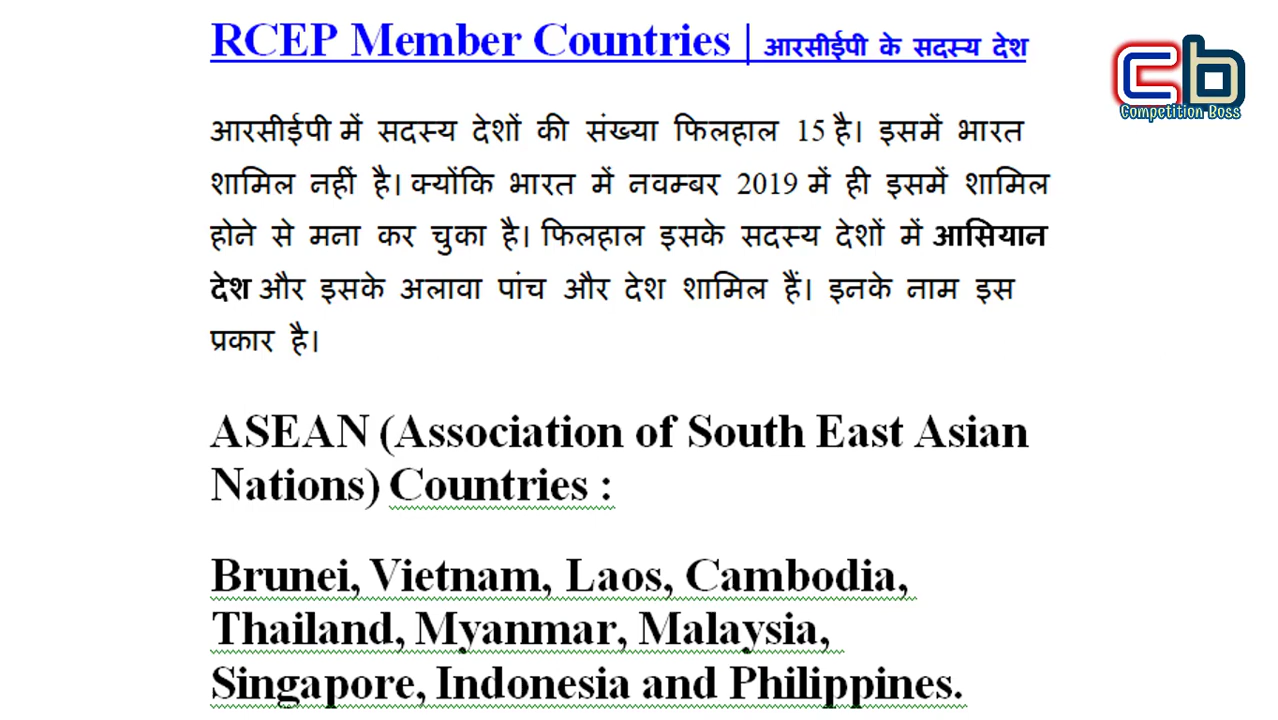 RCEP Member Countries | आरसीईपी के सदस्य देश
Competition Boss
आरसीईपी में सदस्य देशों की संख्या फिलहाल 15 है। इसमें भारत
शामिल नहीं है। क्योंकि भारत में नवम्बर 2019 में ही इसमें शामिल
होने से मना कर चुका है। फिलहाल इसके सदस्य देशों में आसियान
देश और इसके अलावा पांच और देश शामिल हैं। इनके नाम इस
प्रकार है।
ASEAN (Association of South East Asian
Nations) Countries :
Brunei, Vietnam, Laos, Cambodia,
Thailand, Myanmar, Malaysia,
Singapore, Indonesia and Philippines.